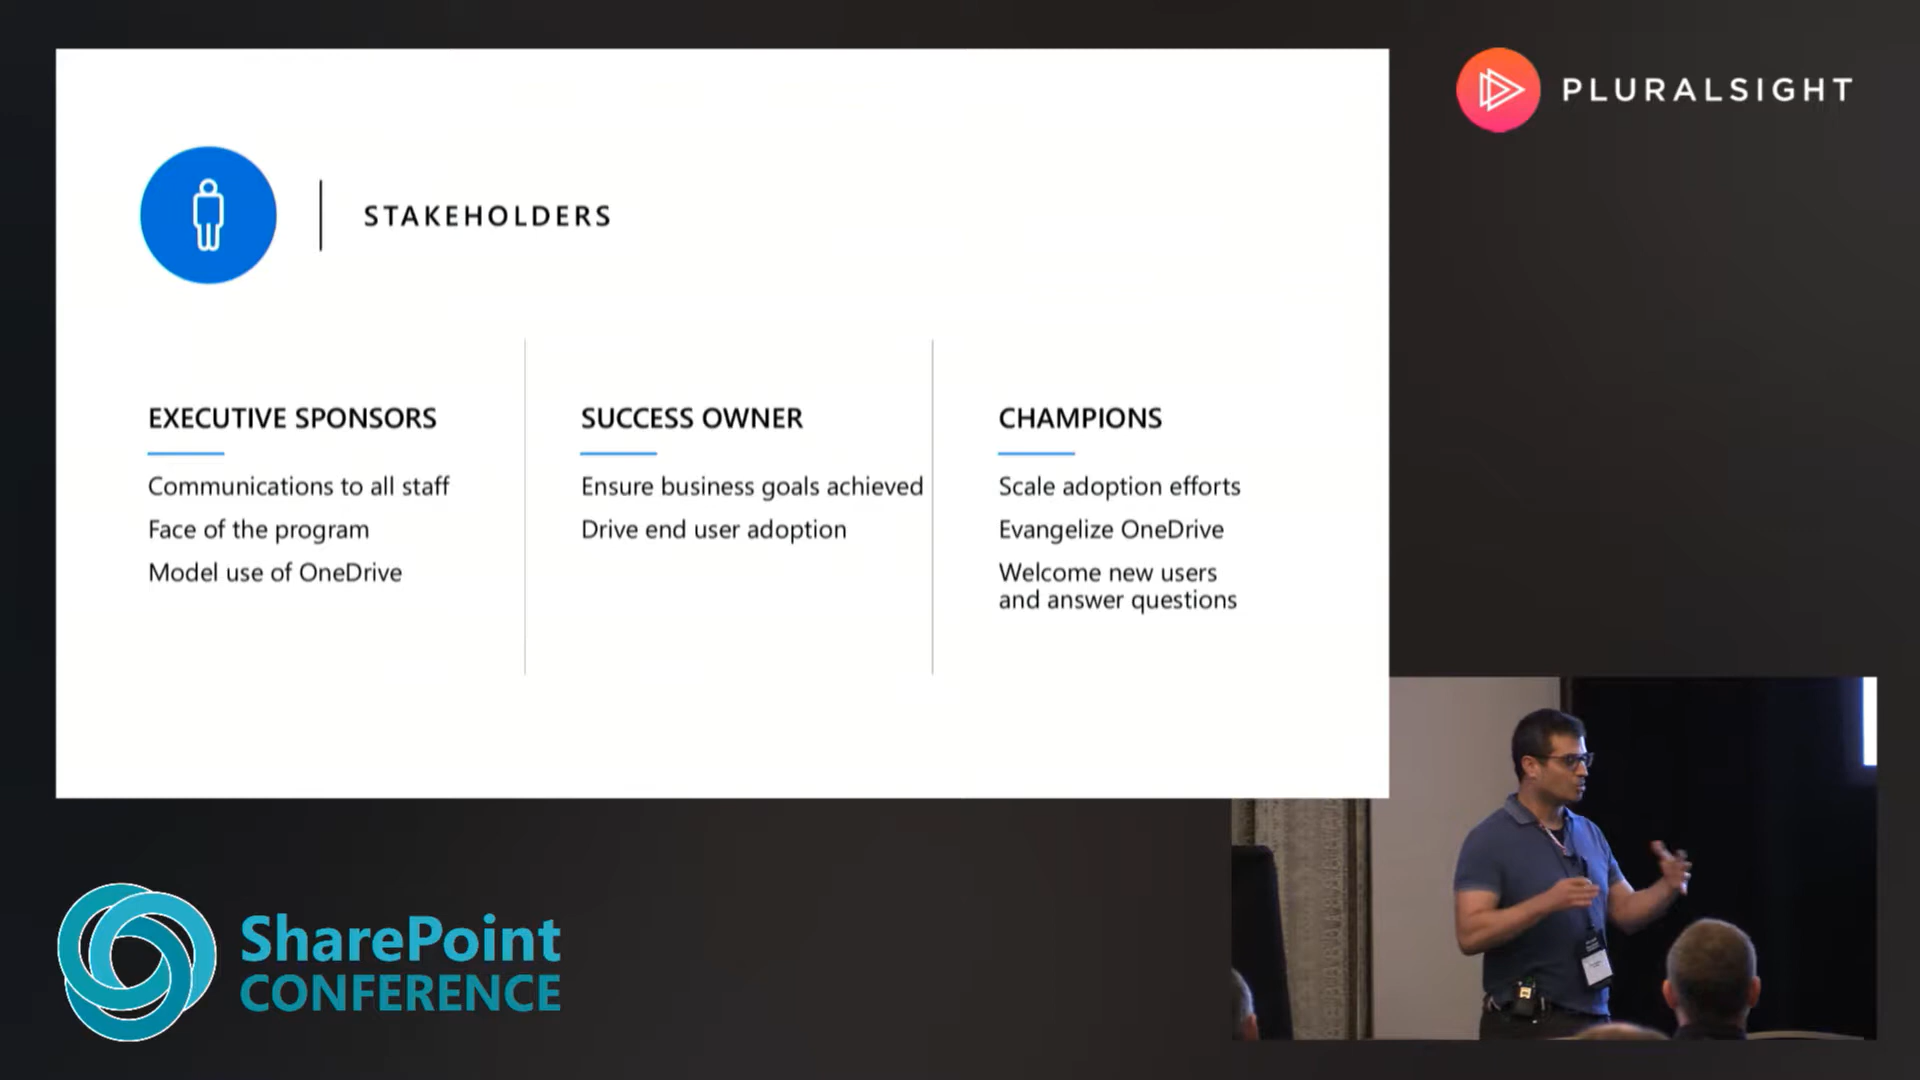 PLURALSIGHT
STAKEHOLDERS
EXECUTIVE SPONSORS
Communications to all staff
Face of the program
Model use of OneDrive
SUCCESS OWNER
Ensure business goals achieved
Drive end user adoption
CHAMPIONS
Scale adoption efforts
Evangelize OneDrive
Welcome new users
and answer questions
SharePoint
CONFERENCE